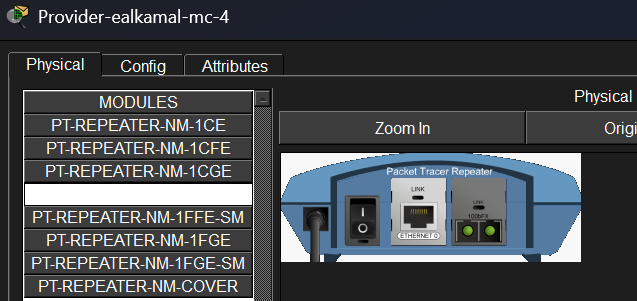 Provider-ealkamal-mc-4
Physical
Config
Attributes
MODULES
PT-REPEATER-NM-1CE
PT-REPEATER-NM-1CFE
PT-REPEATER-NM-1CGE
PT-REPEATER-NM-1FFE-SM
PT-REPEATER-NM-1FGE
PT-REPEATER-NM-1FGE-SM
PT-REPEATER-NM-COVER
Physical
Zoom In
Origi
Packet Tracer Repeater
LINK
ETHERNET 0
LINK
100bFX